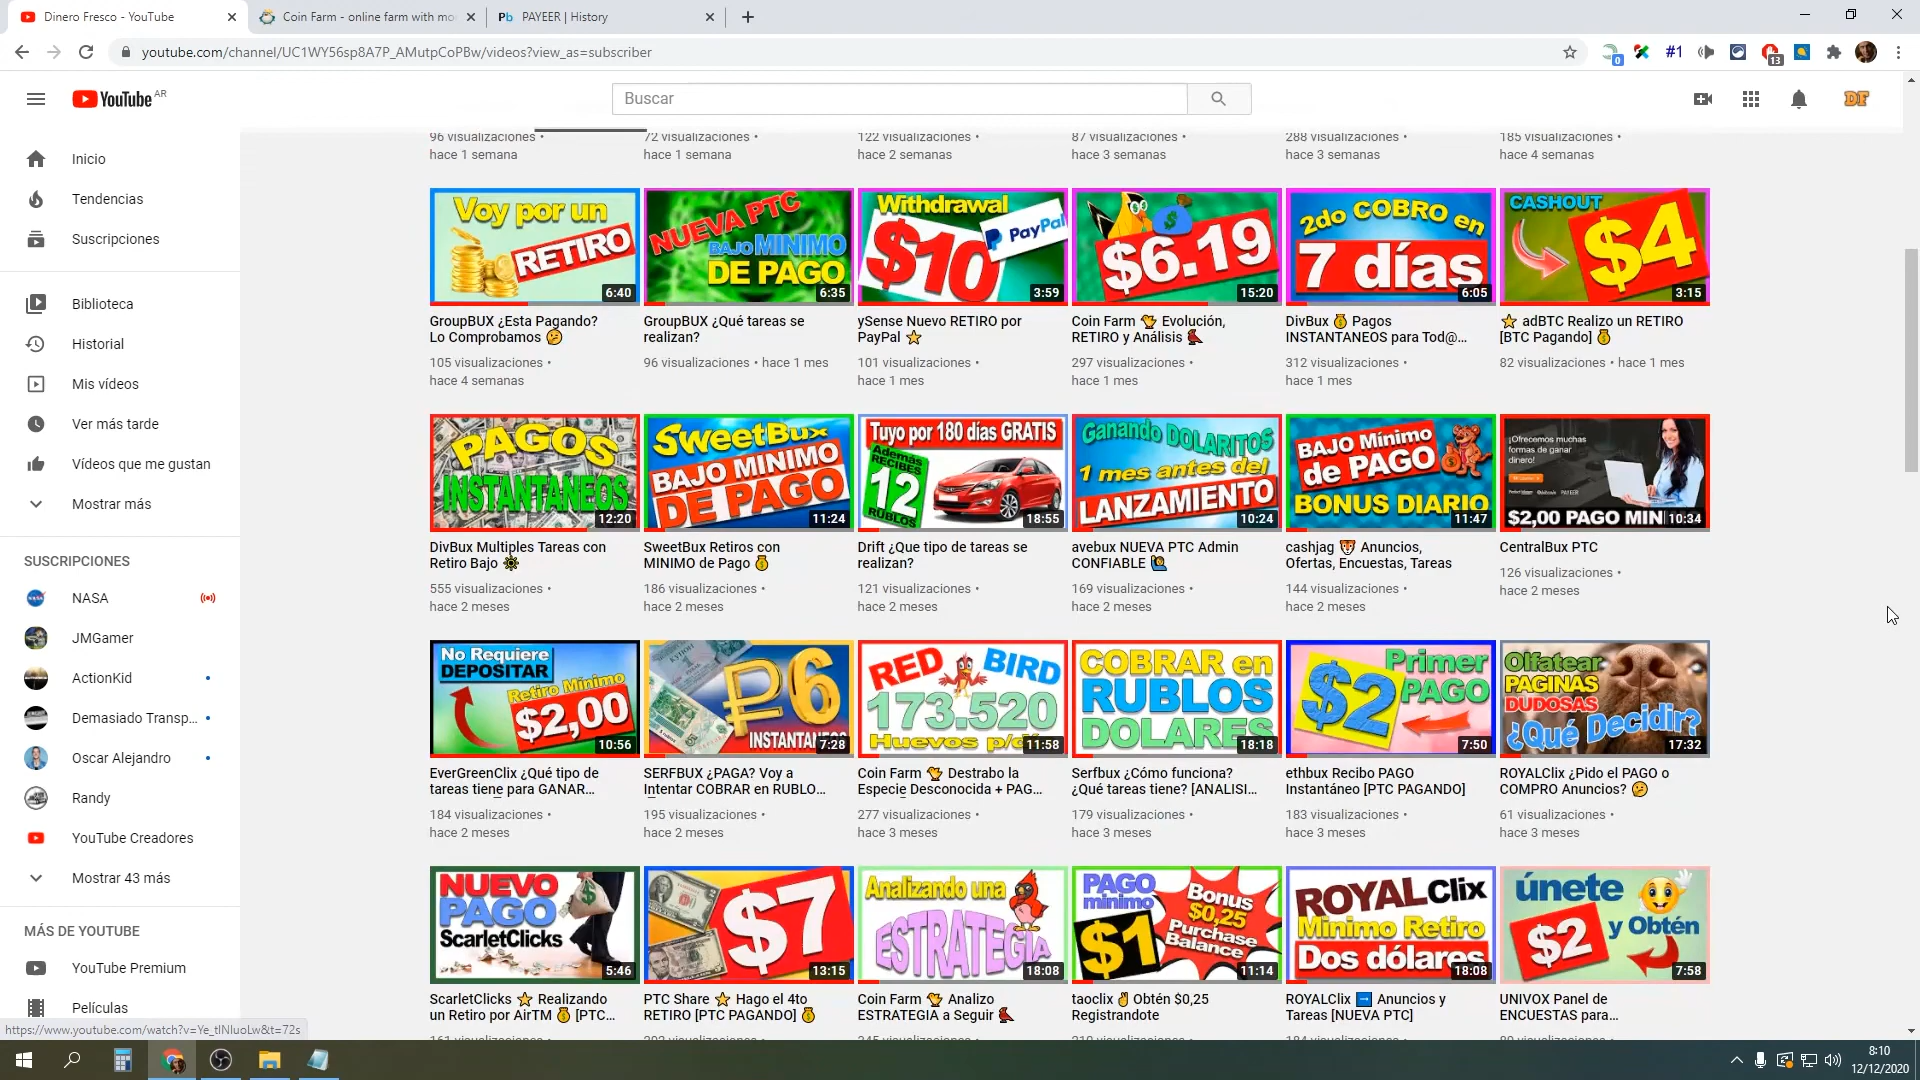 Dinero Fresco - YouTube
Coin Farm - online farm with mo
Pb PAYEER | History
youtube.com/channel/UC1WY56sp8A7P_AMutpCoPBw/videos?view_as=subscriber
0
#1
13
YouTube AR
Buscar
DF
Inicio
Tendencias
Suscripciones
Biblioteca
Historial
Mis vídeos
Ver más tarde
Vídeos que me gustan
Mostrar más
SUSCRIPCIONES
NASA
JMGamer
ActionKid
Demasiado Transp...
Oscar Alejandro
Randy
YouTube Creadores
Mostrar 43 más
MÁS DE YOUTUBE
YouTube Premium
Películas
https://www.youtube.com/watch?v=Ye_tlNluoLw&t=72s
96 visualizaciones •
hace 1 semana
72 visualizaciones •
hace 1 semana
122 visualizaciones •
hace 2 semanas
87 visualizaciones •
hace 3 semanas
288 visualizaciones •
hace 3 semanas
185 visualizaciones •
hace 4 semanas
Voy por un
RETIRO
6:40
GroupBUX ¿Esta Pagando?
Lo Comprobamos 🤔
105 visualizaciones •
hace 4 semanas
NUEVA PTC
BAJO MINIMO
DE PAGO
6:35
GroupBUX ¿Qué tareas se
realizan?
96 visualizaciones • hace 1 mes
Withdrawal
$10
PayPal
3:59
ySense Nuevo RETIRO por
PayPal ⭐
101 visualizaciones •
hace 1 mes
$6.19
15:20
Coin Farm 🐤 Evolución,
RETIRO y Análisis 🐦
297 visualizaciones •
hace 1 mes
2do COBRO en
7 días
6:05
DivBux 💰 Pagos
INSTANTANEOS para Tod@...
312 visualizaciones •
hace 1 mes
CASHOUT
$4
3:15
⭐ adBTC Realizo un RETIRO
[BTC Pagando] 💰
82 visualizaciones • hace 1 mes
PAGOS
INSTANTANEOS
12:20
DivBux Multiples Tareas con
Retiro Bajo 🔅
555 visualizaciones •
hace 2 meses
SweetBux
BAJO MINIMO
DE PAGO
11:24
SweetBux Retiros con
MINIMO de Pago 💰
186 visualizaciones •
hace 2 meses
Tuyo por 180 días GRATIS
Además
RECIBES
12
RUBLOS
18:55
Drift ¿Que tipo de tareas se
realizan?
121 visualizaciones •
hace 2 meses
Ganando DOLARITOS
1 mes antes del
LANZAMIENTO
10:24
avebux NUEVA PTC Admin
CONFIABLE 🙋
169 visualizaciones •
hace 2 meses
BAJO Mínimo
de PAGO
BONUS DIARIO
11:47
cashjag 🐯 Anuncios,
Ofertas, Encuestas, Tareas
144 visualizaciones •
hace 2 meses
¡Ofrecemos muchas
formas de ganar
dinero!
PAYEER
$2,00 PAGO MIN
10:34
CentralBux PTC
126 visualizaciones •
hace 2 meses
No Requiere
DEPOSITAR
Retiro Mínimo
$2,00
10:56
EverGreenClix ¿Qué tipo de
tareas tiene para GANAR...
184 visualizaciones •
hace 2 meses
₽6
INSTANTANEOS
7:28
SERFBUX ¿PAGA? Voy a
Intentar COBRAR en RUBLO...
195 visualizaciones •
hace 2 meses
RED BIRD
173.520
Huevos p/día
11:58
Coin Farm 🐤 Destrabo la
Especie Desconocida + PAG...
277 visualizaciones •
hace 3 meses
COBRAR en
RUBLOS
DOLARES
18:18
Serfbux ¿Cómo funciona?
¿Qué tareas tiene? [ANALISI...
179 visualizaciones •
hace 3 meses
Primer
$2 PAGO
7:50
ethbux Recibo PAGO
Instantáneo [PTC PAGANDO]
183 visualizaciones •
hace 3 meses
Olfatear
PAGINAS
DUDOSAS
¿Qué Decidir?
17:32
ROYALClix ¿Pido el PAGO o
COMPRO Anuncios? 🤔
61 visualizaciones •
hace 3 meses
NUEVO
PAGO
ScarletClicks
5:46
ScarletClicks ⭐ Realizando
un Retiro por AirTM 💰 [PTC...
$7
13:15
PTC Share ⭐ Hago el 4to
RETIRO [PTC PAGANDO] 💰
Analizando una
ESTRATEGIA
18:08
Coin Farm 🐤 Analizo
ESTRATEGIA a Seguir 🐦
PAGO
mínimo
$1
Bonus
$0,25
Purchase
Balance
11:14
taoclix ✌ Obtén $0,25
Registrandote
ROYALClix
Minimo Retiro
Dos dólares
18:08
ROYALClix ➡ Anuncios y
Tareas [NUEVA PTC]
únete
$2 y Obtén
7:58
UNIVOX Panel de
ENCUESTAS para...
8:10
12/12/2020